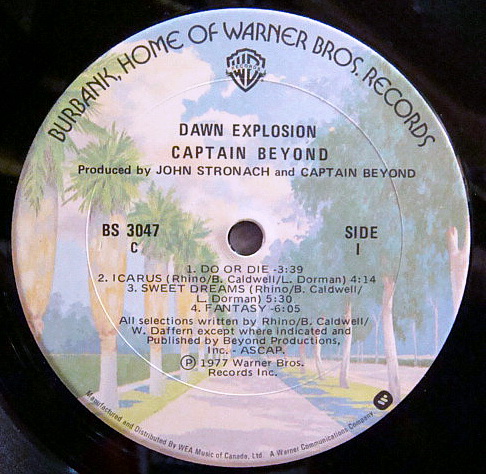 BURBANK, HOME OF WARNER BROS. RECORDS
DAWN EXPLOSION
CAPTAIN BEYOND
Produced by JOHN STRONACH and CAPTAIN BEYOND
BS 3047
C
SIDE
1
1. DO OR DIE -3:39
2. ICARUS (Rhino/B. Caldwell/L. Dorman) 4:14
3. SWEET DREAMS (Rhino/B. Caldwell/
L. Dorman) 5:30
4. FANTASY -6:05
All selections written by Rhino/B. Caldwell/
W. Daffern except where indicated and
Published by Beyond Productions,
Inc. - ASCAP.
Ⓟ 1977 Warner Bros.
Records Inc.
Manufactured and Distributed By WEA Music of Canada, Ltd. A Warner Communications Company